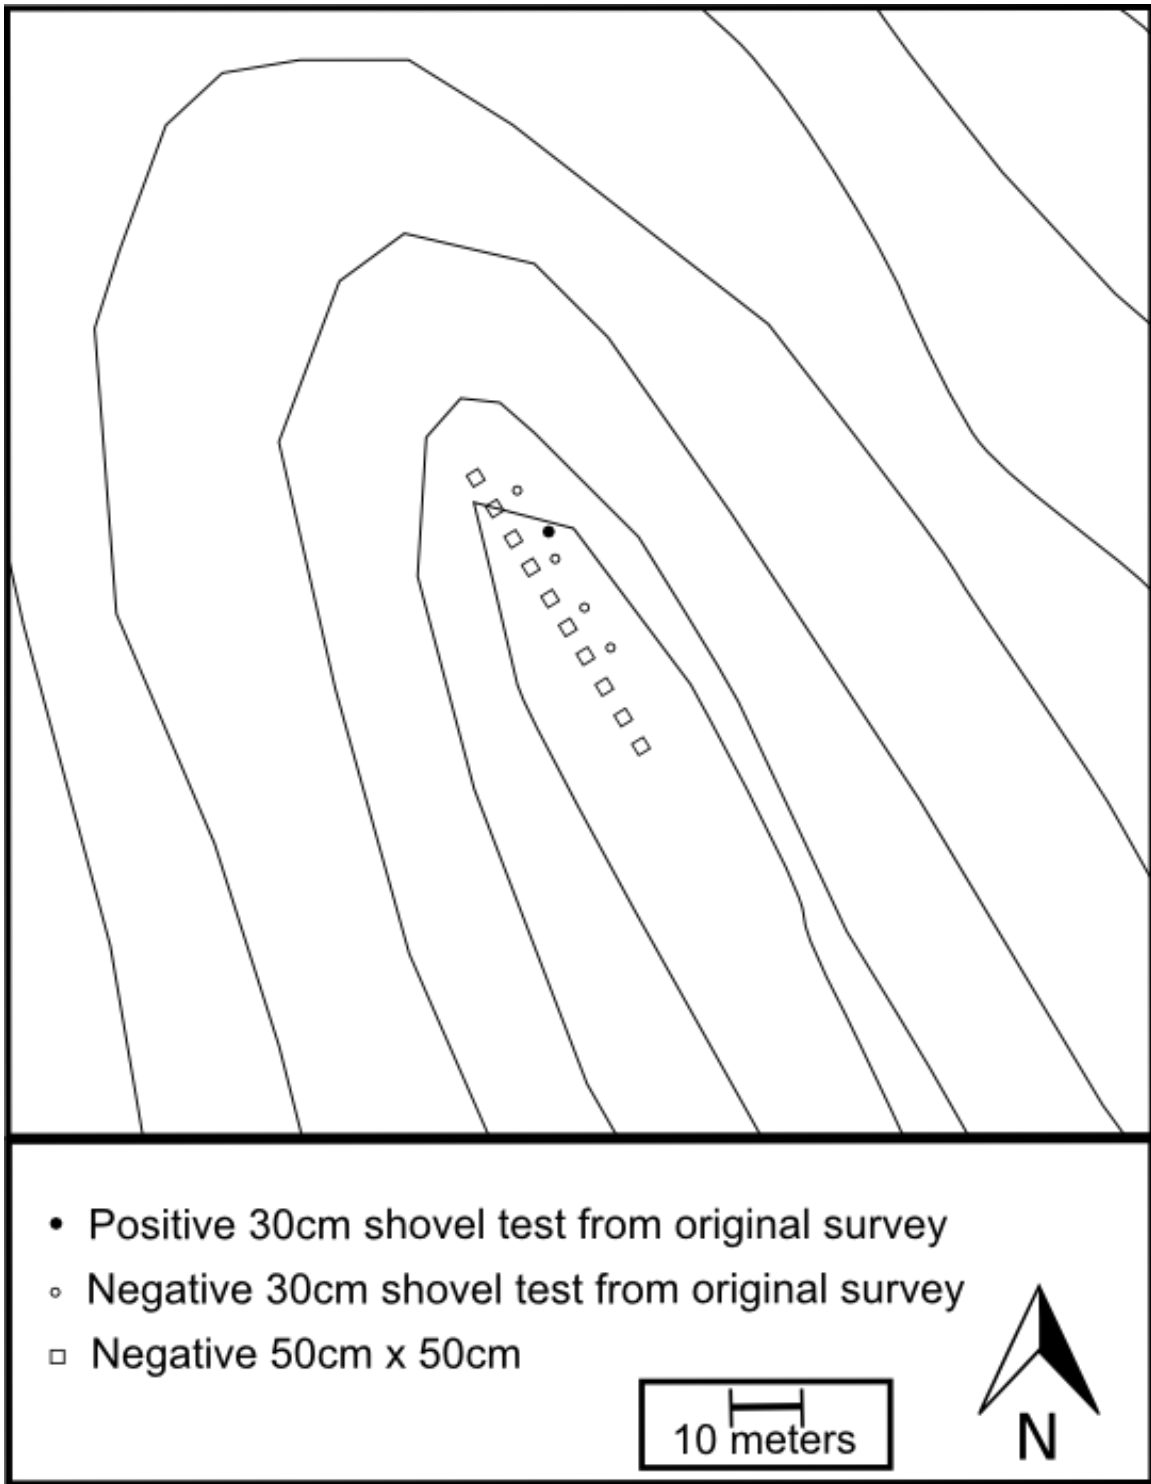 Positive 30cm shovel test from original survey
Negative 30cm shovel test from original survey
Negative 50cm x 50cm
10 meters
N